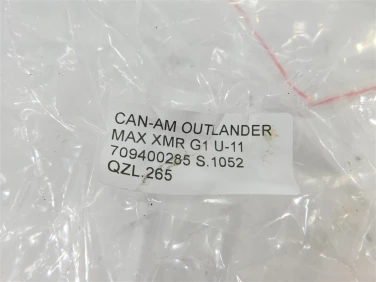 CAN-AM OUTLANDER
MAX XMR G1 U-11
709400285 S.1052
QZL.265